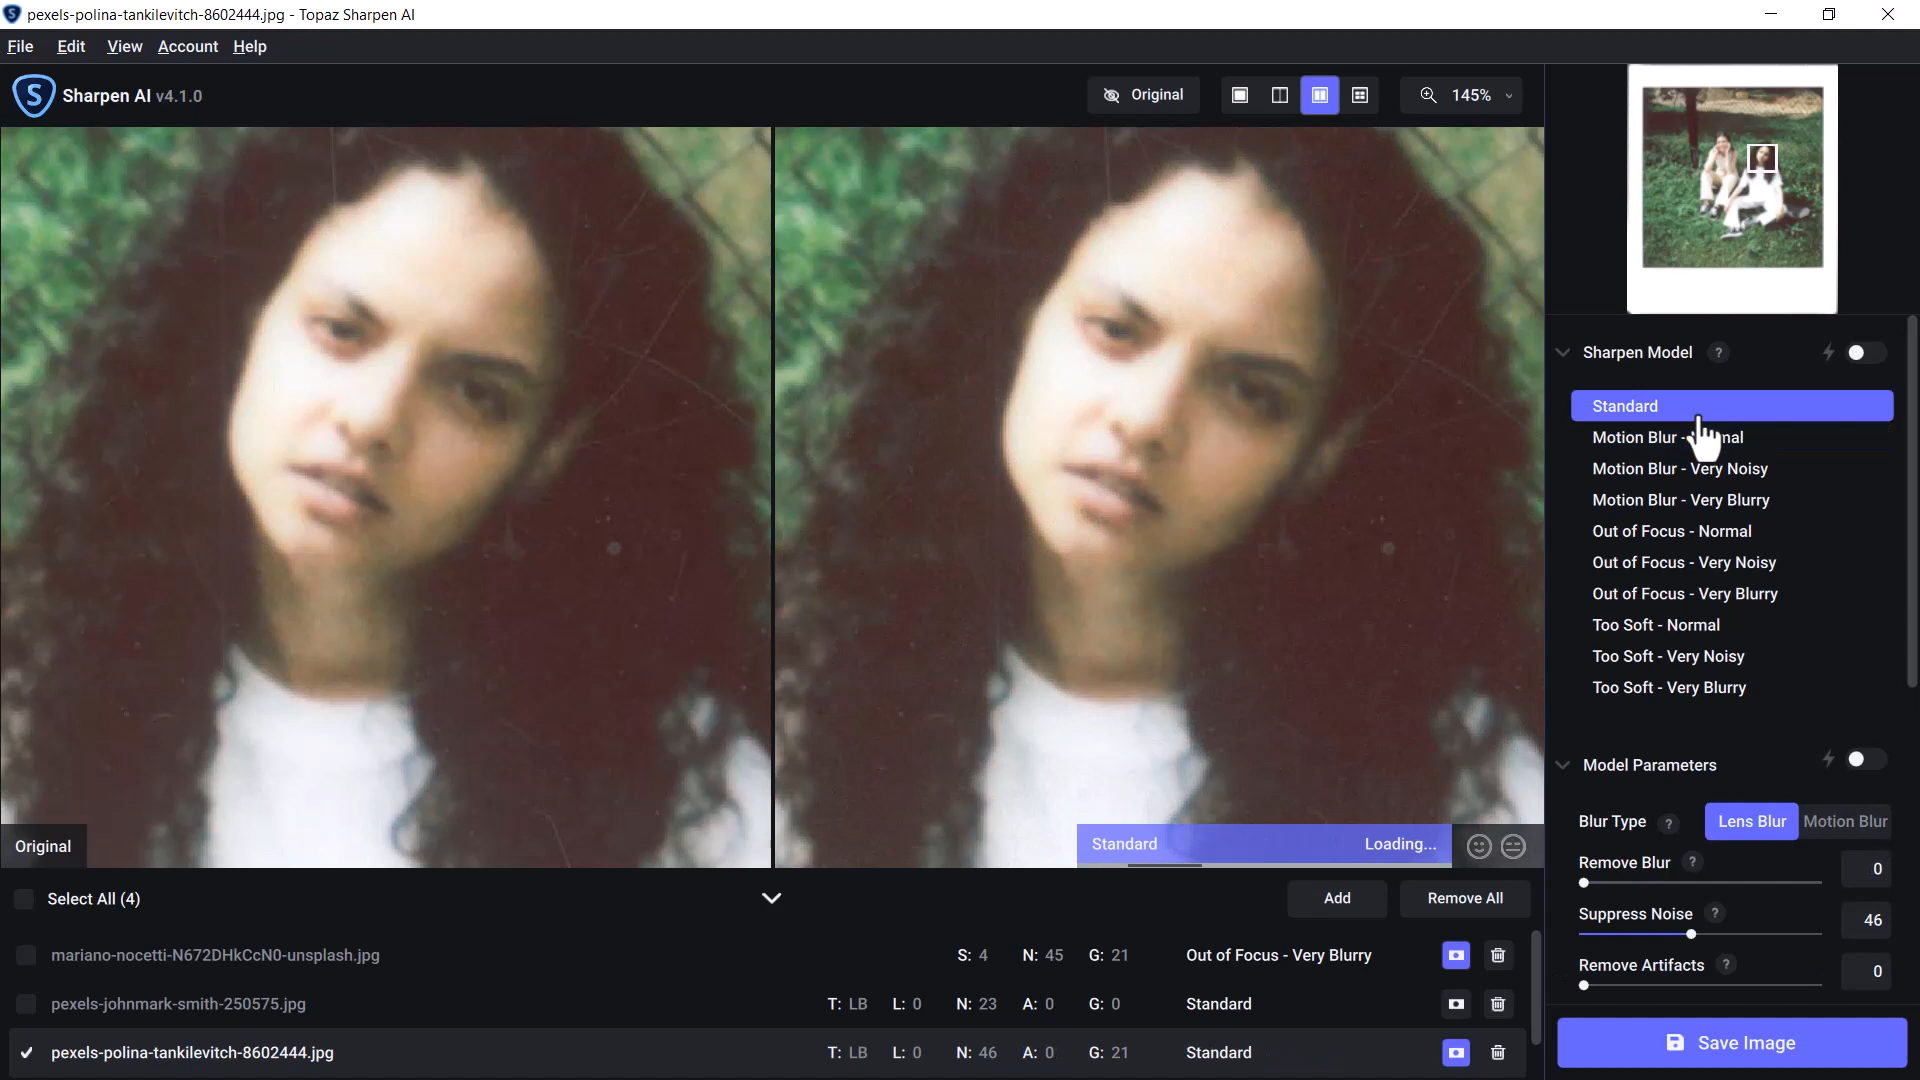 pexels-polina-tankilevitch-8602444.jpg - Topaz Sharpen AI
File Edit View Account Help
S Sharpen AI v4.1.0
Original
145%
Original
Standard Loading...
Sharpen Model ?
Standard
Motion Blur -
Motion Blur - Very Noisy
Motion Blur - Very Blurry
Out of Focus - Normal
Out of Focus - Very Noisy
Out of Focus - Very Blurry
Too Soft - Normal
Too Soft - Very Noisy
Too Soft - Very Blurry
Model Parameters
Blur Type ? Lens Blur Motion Blur
Remove Blur ? 0
Suppress Noise ? 46
Remove Artifacts ? 0
Save Image
Select All (4) Add Remove All
mariano-nocetti-N672DHkCcN0-unsplash.jpg S: 4 N: 45 G: 21 Out of Focus - Very Blurry
pexels-johnmark-smith-250575.jpg T: LB L: 0 N: 23 A: 0 G: 0 Standard
pexels-polina-tankilevitch-8602444.jpg T: LB L: 0 N: 46 A: 0 G: 21 Standard